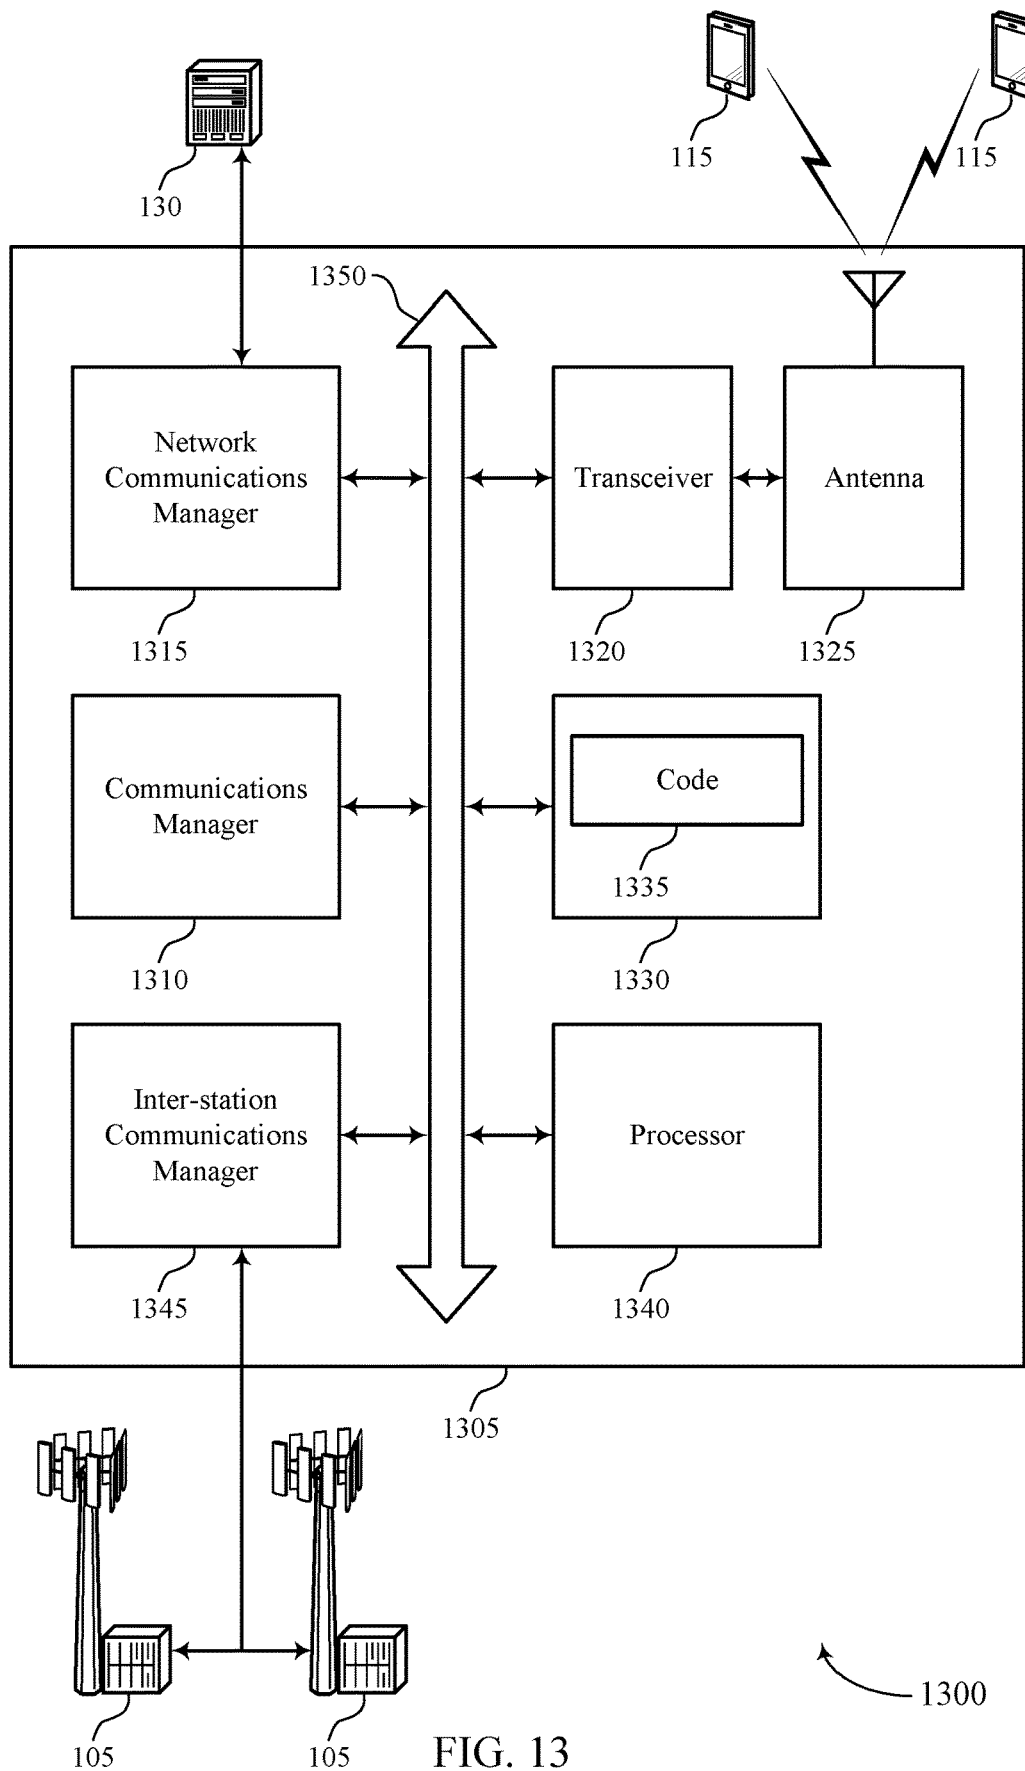 130
115
115
1350
Network
Communications
Manager
Transceiver
Antenna
1315
1320
1325
Communications
Manager
Code
1335
1310
1330
Inter-station
Communications
Manager
Processor
1345
1340
1305
1300
105
105
FIG. 13